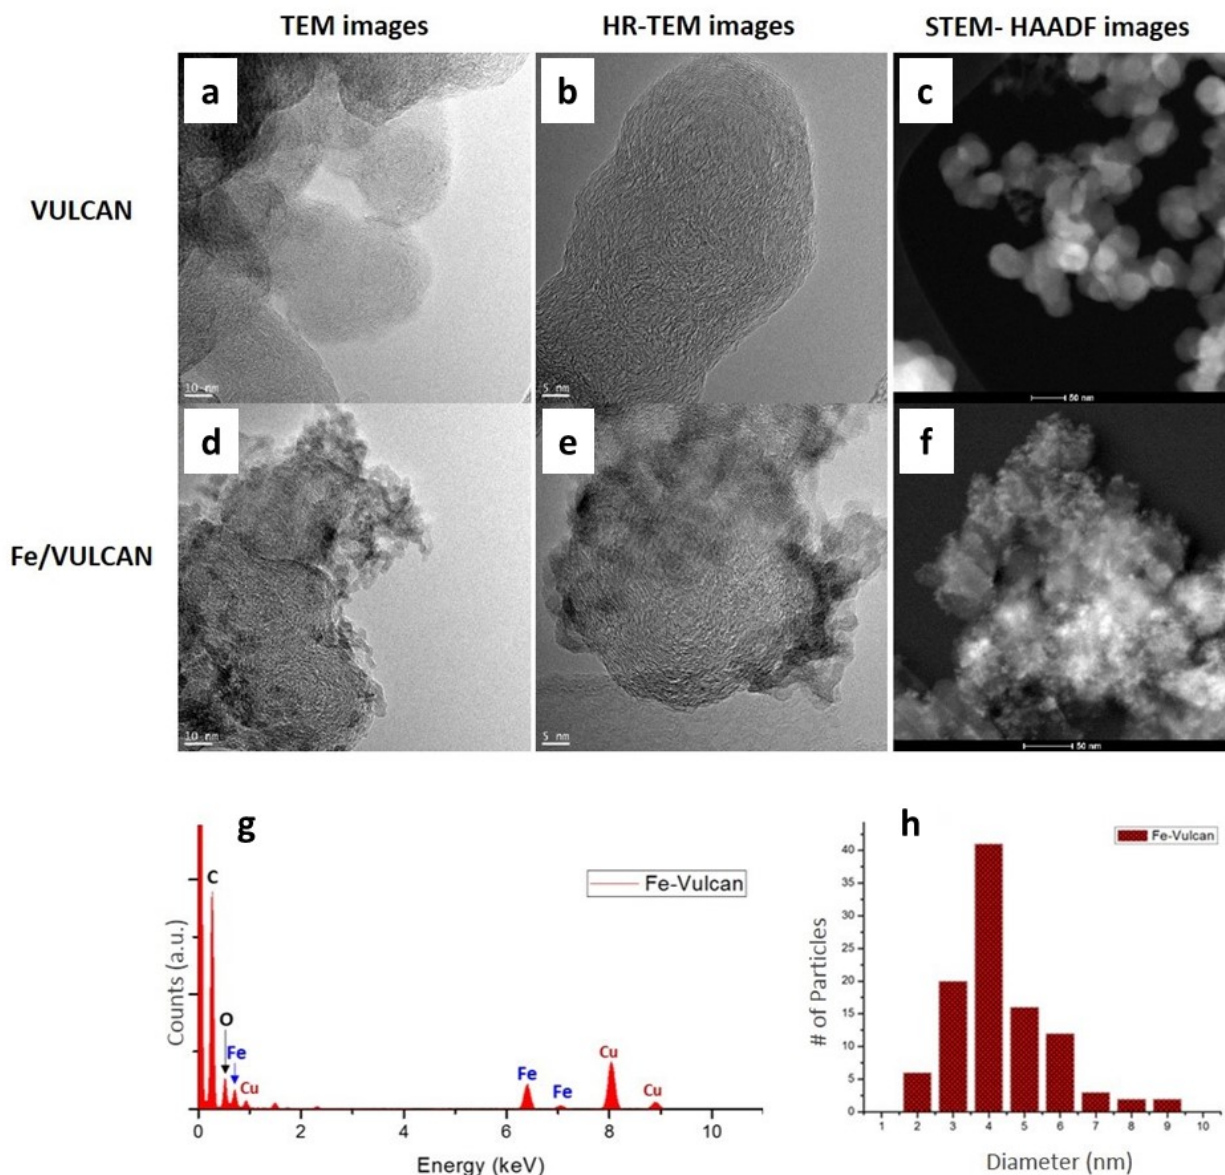 TEM images HR-TEM images STEM- HAADF images
a b c
VULCAN
10 nm 5 nm 50 nm
d e f
Fe/VULCAN
10 nm 5 nm 50 nm
g
C
Fe-Vulcan
Counts (a.u.)
O
Fe
Cu
Fe
Fe
Cu
Cu
0 2 4 6 8 10
Energy (keV)
h
Fe-Vulcan
40
35
30
25
20
15
10
5
0
# of Particles
1 2 3 4 5 6 7 8 9 10
Diameter (nm)